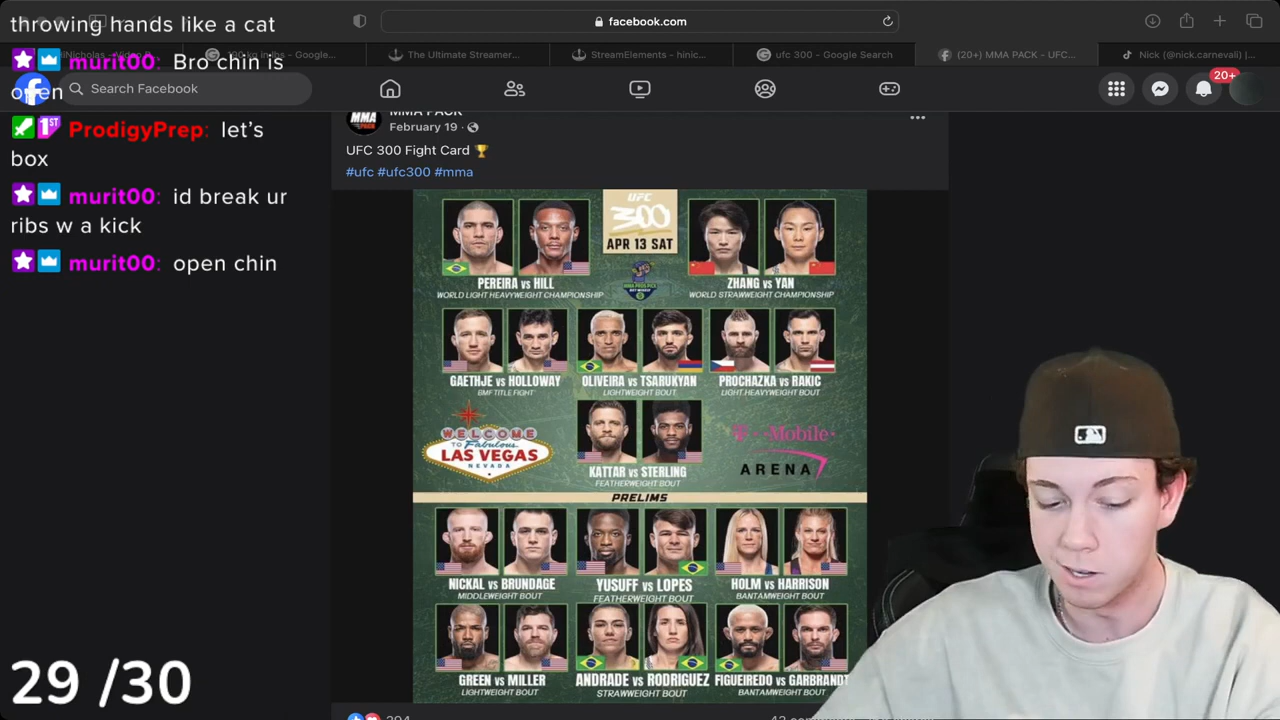 throwing hands like a cat
murit00: Bro chin is
open
ProdigyPrep: let's
box
murit00: id break ur
ribs w a kick
murit00: open chin
29 /30
facebook.com
in lbs - Google...
The Ultimate Streamer...
StreamElements - hinic...
ufc 300 - Google Search
(20+) MMA PACK - UFC...
Nick (@nick.carnevali) |...
Search Facebook
20+
MMA PACK
February 19 ·
UFC 300 Fight Card 🏆
#ufc #ufc300 #mma
UFC
300
APR 13 SAT
PEREIRA vs HILL
WORLD LIGHT HEAVYWEIGHT CHAMPIONSHIP
ZHANG vs YAN
WORLD STRAWWEIGHT CHAMPIONSHIP
GAETHJE vs HOLLOWAY
BMF TITLE FIGHT
OLIVEIRA vs TSARUKYAN
LIGHTWEIGHT BOUT
PROCHAZKA vs RAKIC
LIGHT HEAVYWEIGHT BOUT
WELCOME
TO Fabulous
LAS VEGAS
NEVADA
KATTAR vs STERLING
FEATHERWEIGHT BOUT
T··Mobile·
ARENA
PRELIMS
NICKAL vs BRUNDAGE
MIDDLEWEIGHT BOUT
YUSUFF vs LOPES
FEATHERWEIGHT BOUT
HOLM vs HARRISON
BANTAMWEIGHT BOUT
GREEN vs MILLER
LIGHTWEIGHT BOUT
ANDRADE vs RODRIGUEZ
STRAWWEIGHT BOUT
FIGUEIREDO vs GARBRANDT
BANTAMWEIGHT BOUT